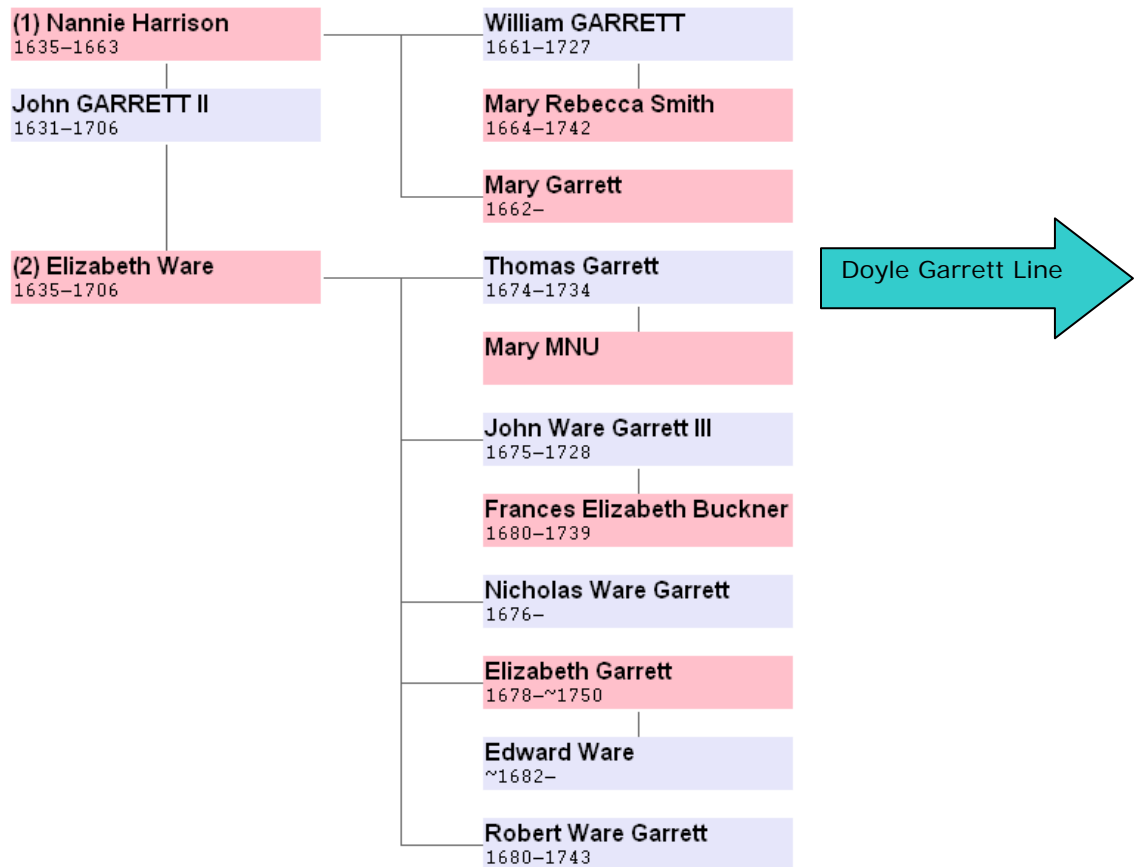 (1) Nannie Harrison
1635–1663
John GARRETT II
1631–1706
(2) Elizabeth Ware
1635–1706
William GARRETT
1661–1727
Mary Rebecca Smith
1664–1742
Mary Garrett
1662–
Thomas Garrett
1674–1734
Mary MNU
John Ware Garrett III
1675–1728
Frances Elizabeth Buckner
1680–1739
Nicholas Ware Garrett
1676–
Elizabeth Garrett
1678–~1750
Edward Ware
~1682–
Robert Ware Garrett
1680–1743
Doyle Garrett Line